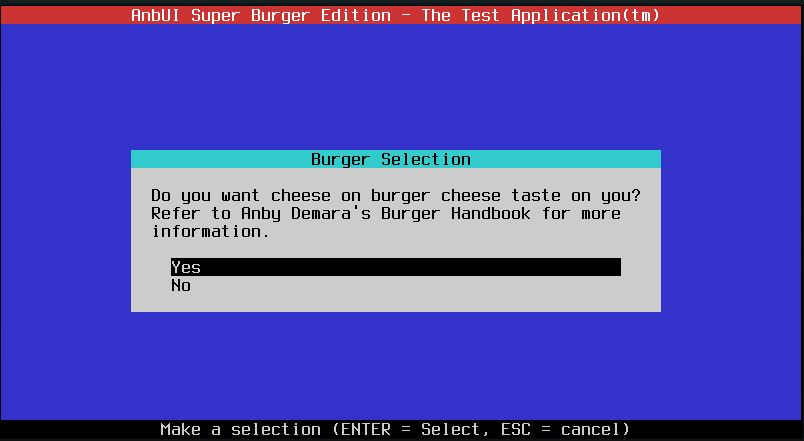 AnbUI Super Burger Edition - The Test Application(tm)
Burger Selection
Do you want cheese on burger cheese taste on you?
Refer to Anby Demara's Burger Handbook for more
information.
Yes
No
Make a selection (ENTER = Select, ESC = cancel)